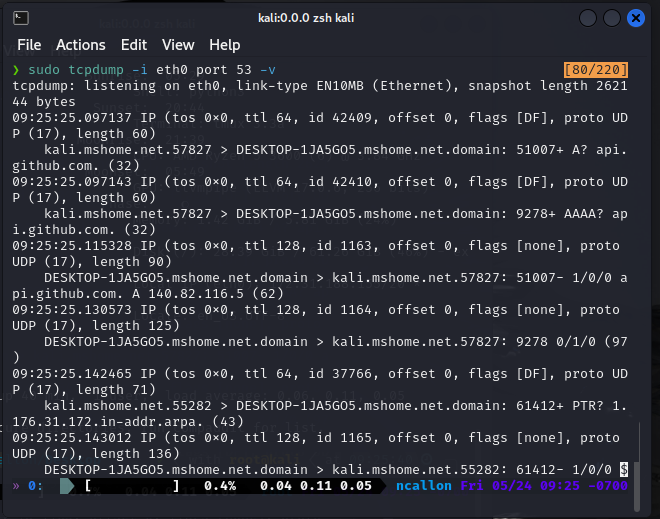 kali:0.0.0 zsh kali
File Actions Edit View Help
❯ sudo tcpdump -i eth0 port 53 -v [80/220]
tcpdump: listening on eth0, link-type EN10MB (Ethernet), snapshot length 2621
44 bytes
09:25:25.097137 IP (tos 0×0, ttl 64, id 42409, offset 0, flags [DF], proto UD
P (17), length 60)
kali.mshome.net.57827 > DESKTOP-1JA5GO5.mshome.net.domain: 51007+ A? api.
github.com. (32)
09:25:25.097143 IP (tos 0×0, ttl 64, id 42410, offset 0, flags [DF], proto UD
P (17), length 60)
kali.mshome.net.57827 > DESKTOP-1JA5GO5.mshome.net.domain: 9278+ AAAA? ap
i.github.com. (32)
09:25:25.115328 IP (tos 0×0, ttl 128, id 1163, offset 0, flags [none], proto
UDP (17), length 90)
DESKTOP-1JA5GO5.mshome.net.domain > kali.mshome.net.57827: 51007- 1/0/0 a
pi.github.com. A 140.82.116.5 (62)
09:25:25.130573 IP (tos 0×0, ttl 128, id 1164, offset 0, flags [none], proto
UDP (17), length 125)
DESKTOP-1JA5GO5.mshome.net.domain > kali.mshome.net.57827: 9278 0/1/0 (97
)
09:25:25.142465 IP (tos 0×0, ttl 64, id 37766, offset 0, flags [DF], proto UD
P (17), length 71)
kali.mshome.net.55282 > DESKTOP-1JA5GO5.mshome.net.domain: 61412+ PTR? 1.
176.31.172.in-addr.arpa. (43)
09:25:25.143012 IP (tos 0×0, ttl 128, id 1165, offset 0, flags [none], proto
UDP (17), length 136)
DESKTOP-1JA5GO5.mshome.net.domain > kali.mshome.net.55282: 61412- 1/0/0 $
» 0: [ ] 0.4% 0.04 0.11 0.05 ncallon Fri 05/24 09:25 -0700